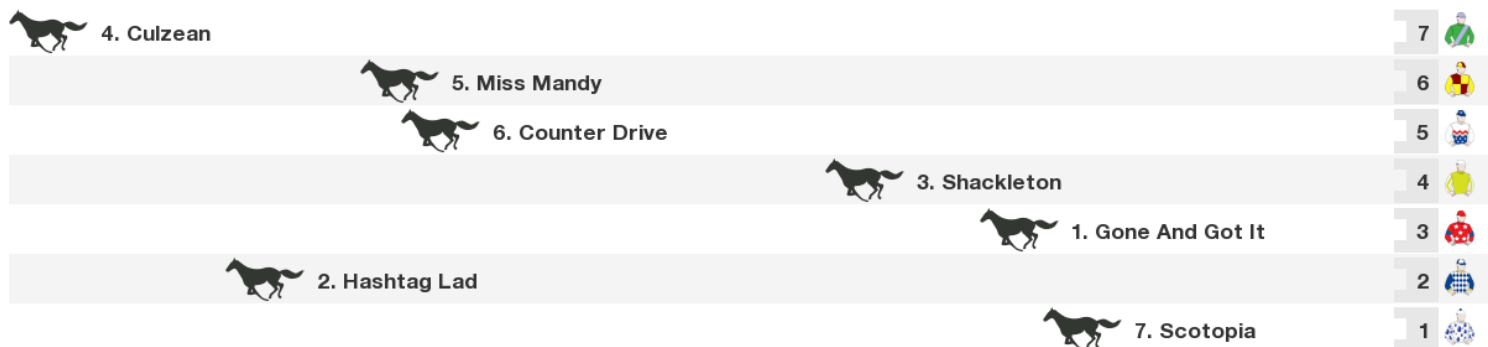 4. Culzean 7
5. Miss Mandy 6
6. Counter Drive 5
3. Shackleton 4
1. Gone And Got It 3
2. Hashtag Lad 2
7. Scotopia 1